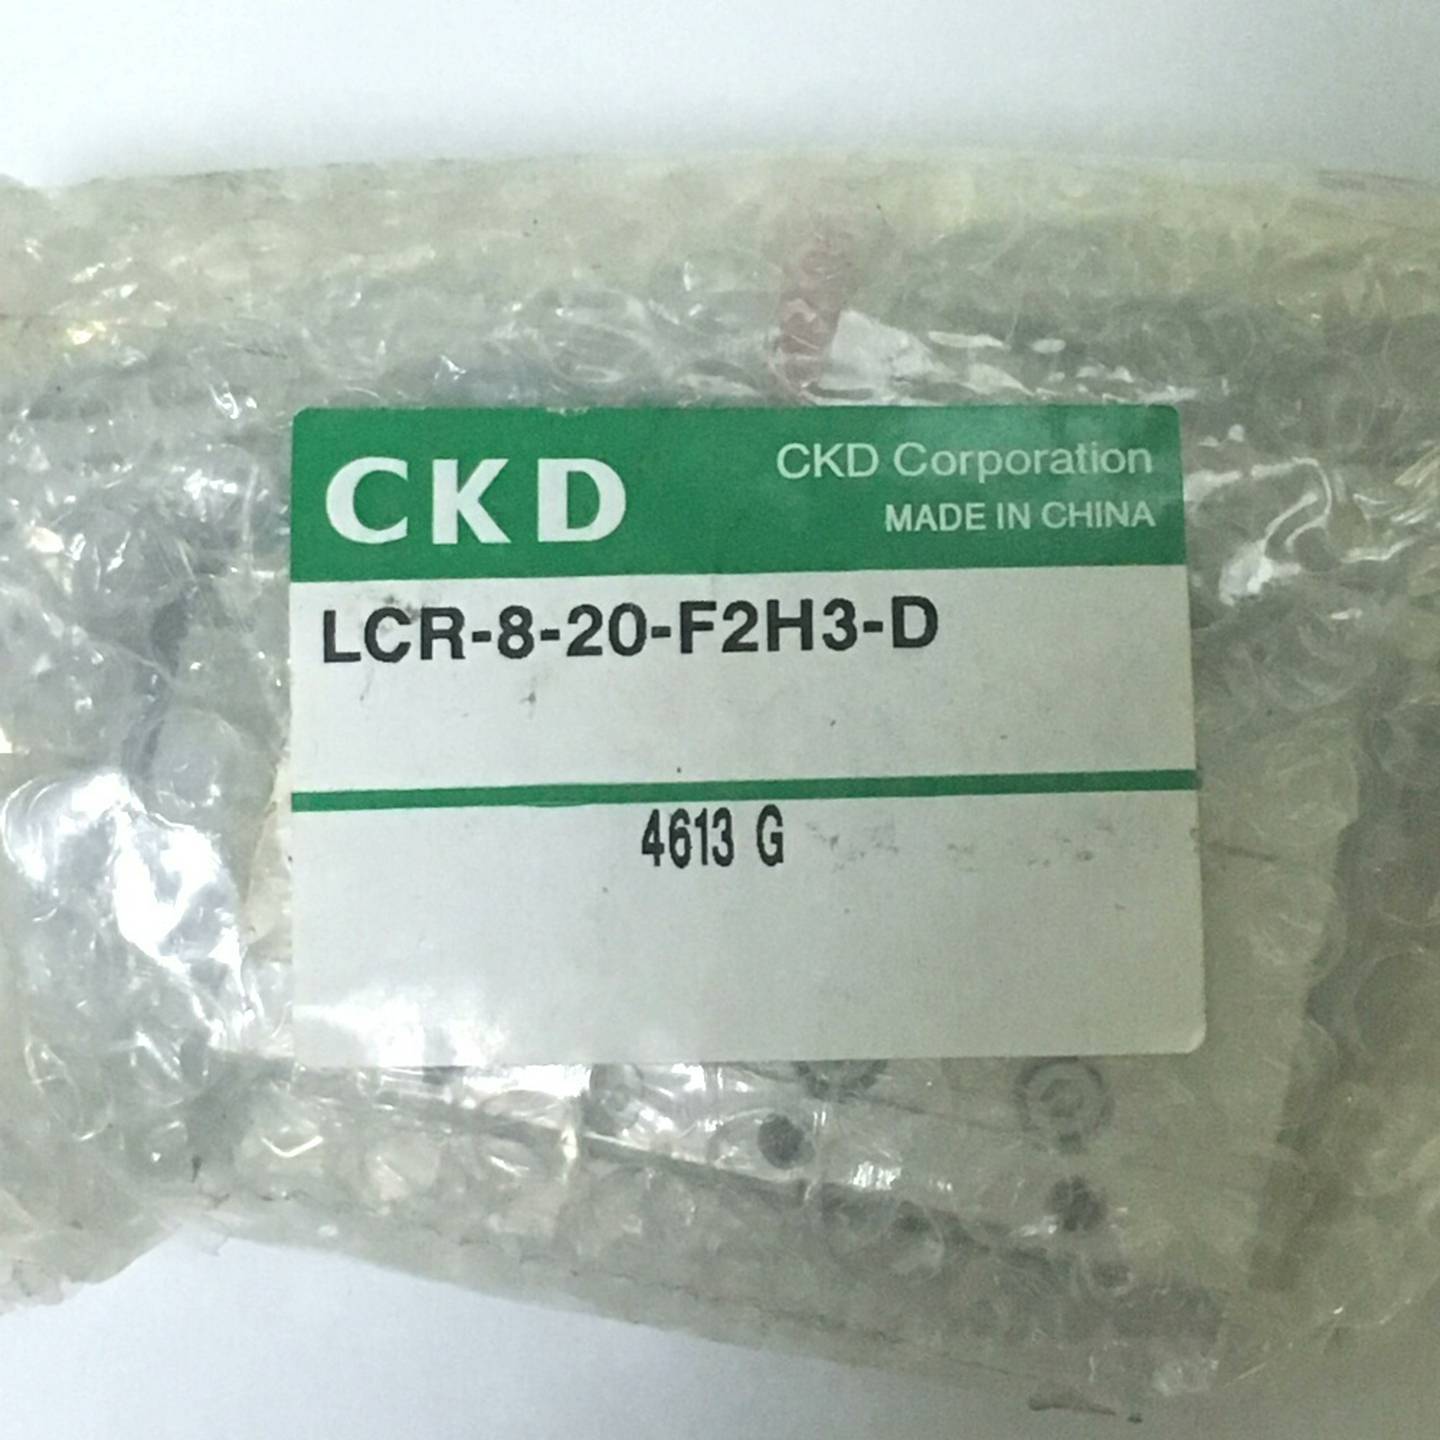 CKD
CKD Corporation
MADE IN CHINA
LCR-8-20-F2H3-D
4613 G